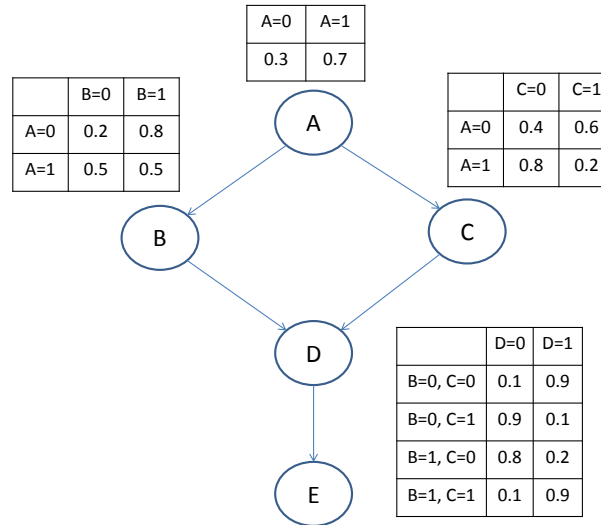 A=0 A=1
0.3 0.7
B=0 B=1
A=0 0.2 0.8
A=1 0.5 0.5
C=0 C=1
A=0 0.4 0.6
A=1 0.8 0.2
A
B
C
D
E
D=0 D=1
B=0, C=0 0.1 0.9
B=0, C=1 0.9 0.1
B=1, C=0 0.8 0.2
B=1, C=1 0.1 0.9